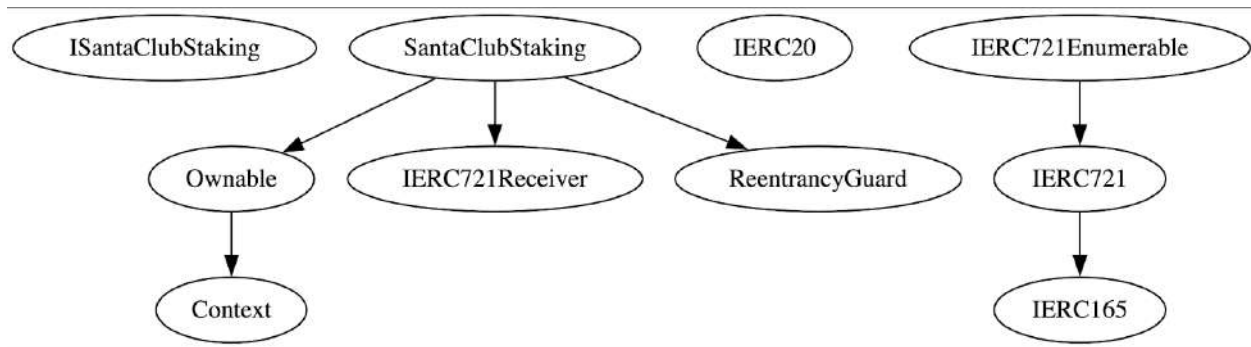 ISantaClubStaking
SantaClubStaking
IERC20
IERC721Enumerable
Ownable
IERC721Receiver
ReentrancyGuard
IERC721
Context
IERC165